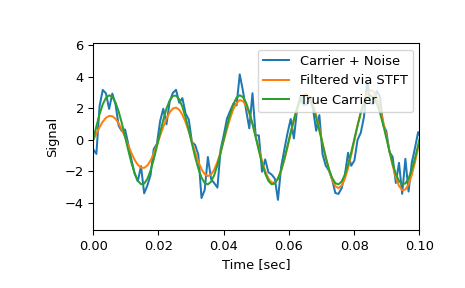 6
4
2
0
−2
−4
Signal
Carrier + Noise
Filtered via STFT
True Carrier
0.00 0.02 0.04 0.06 0.08 0.10
Time [sec]